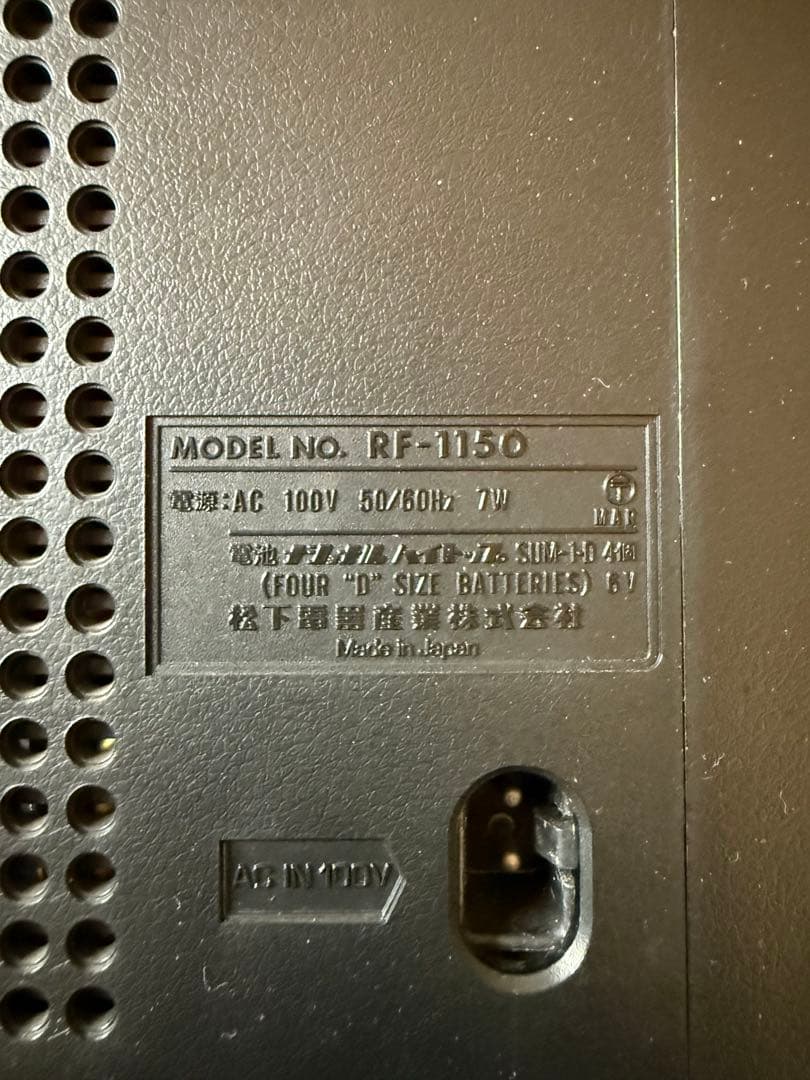 MODEL NO. RF-1150
電源:AC 100V 50/60Hz 7W
T
MAR
電池 ナショナル ハイトップ SUM-1-D 4個
(FOUR "D" SIZE BATTERIES) 6V
松下電器産業株式会社
Made in Japan
AC IN 100V